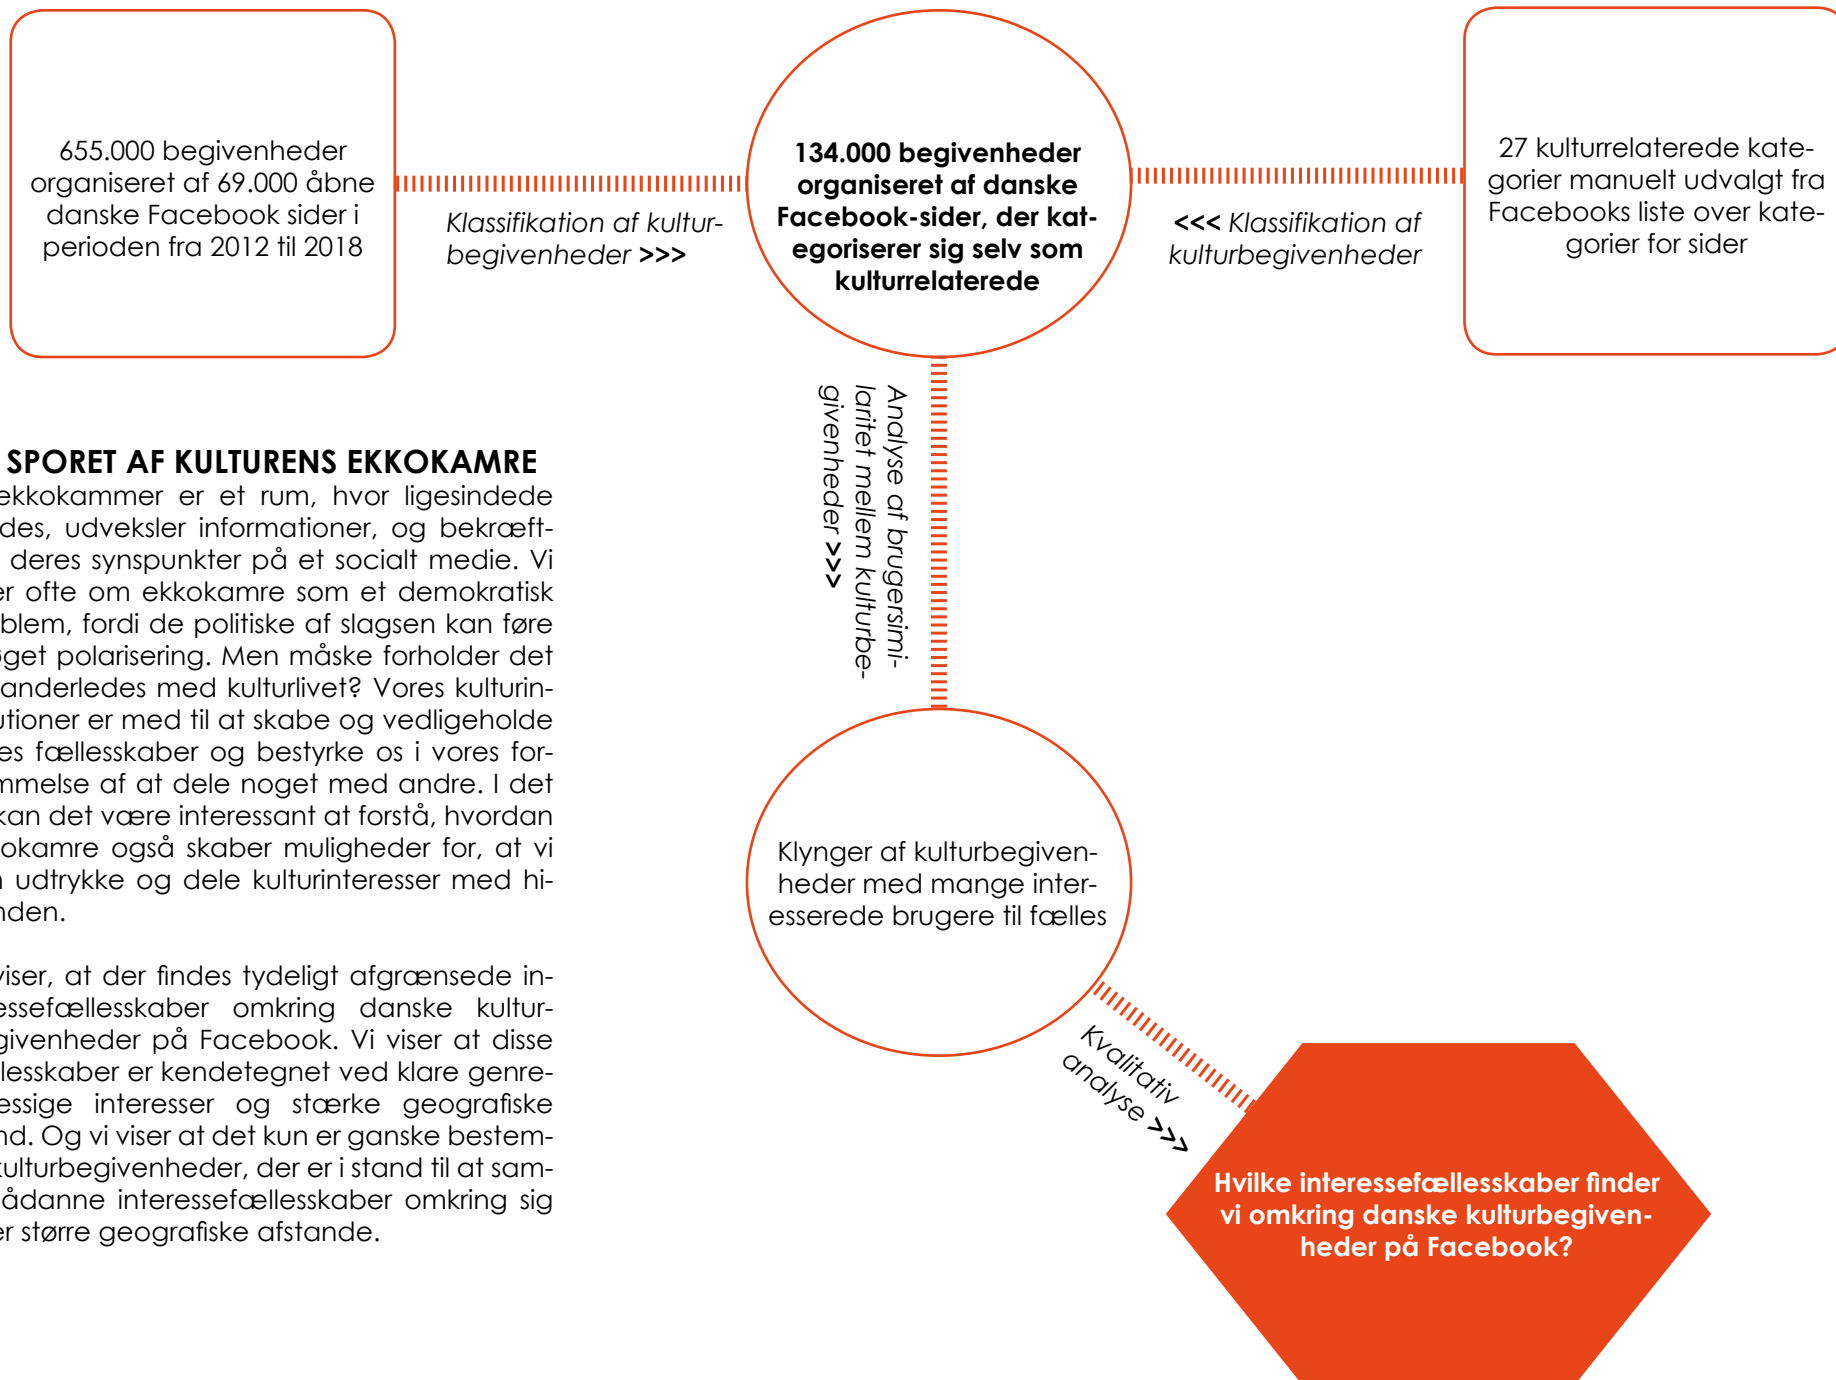 655.000 begivenheder
organiseret af 69.000 åbne
danske Facebook sider i
perioden fra 2012 til 2018
Klassifikation af kultur-
begivenheder >>>
134.000 begivenheder
organiseret af danske
Facebook-sider, der kat-
egoriserer sig selv som
kulturrelaterede
<<< Klassifikation af
kulturbegivenheder
27 kulturrelaterede kate-
gorier manuelt udvalgt fra
Facebooks liste over kate-
gorier for sider
Analyse af brugersimi-
laritet mellem kulturbe-
givenheder >>>
SPORET AF KULTURENS EKKOKAMRE
ekkokammer er et rum, hvor ligesindede
des, udveksler informationer, og bekræft-
deres synspunkter på et socialt medie. Vi
er ofte om ekkokamre som et demokratisk
blem, fordi de politiske af slagsen kan føre
øget polarisering. Men måske forholder det
anderledes med kulturlivet? Vores kulturin-
utioner er med til at skabe og vedligeholde
es fællesskaber og bestyrke os i vores for-
mmelse af at dele noget med andre. I det
kan det være interessant at forstå, hvordan
okamre også skaber muligheder for, at vi
n udtrykke og dele kulturinteresser med hi-
nden.
viser, at der findes tydeligt afgrænsede in-
essefællesskaber omkring danske kultur-
givenheder på Facebook. Vi viser at disse
llesskaber er kendetegnet ved klare genre-
essige interesser og stærke geografiske
nd. Og vi viser at det kun er ganske bestem-
kulturbegivenheder, der er i stand til at sam-
sådanne interessefællesskaber omkring sig
er større geografiske afstande.
Klynger af kulturbegiven-
heder med mange inter-
esserede brugere til fælles
Kvalitativ
analyse >>>
Hvilke interessefællesskaber finder
vi omkring danske kulturbegiven-
heder på Facebook?